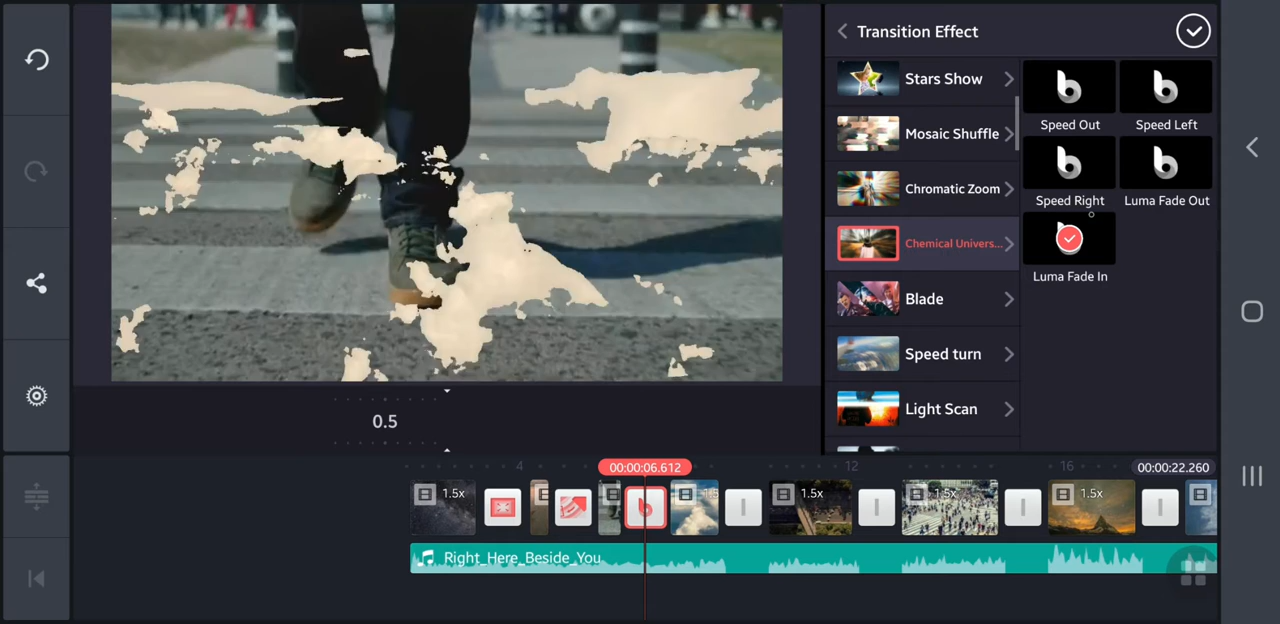 Transition Effect
Stars Show
Mosaic Shuffle
Chromatic Zoom
Chemical Univers...
Blade
Speed turn
Light Scan
Speed Out
Speed Left
Speed Right
Luma Fade Out
Luma Fade In
0.5
4
00:00:06.612
12
16
00:00:22.260
1.5x
1.5x
1.5x
1.5x
Right_Here_Beside_You